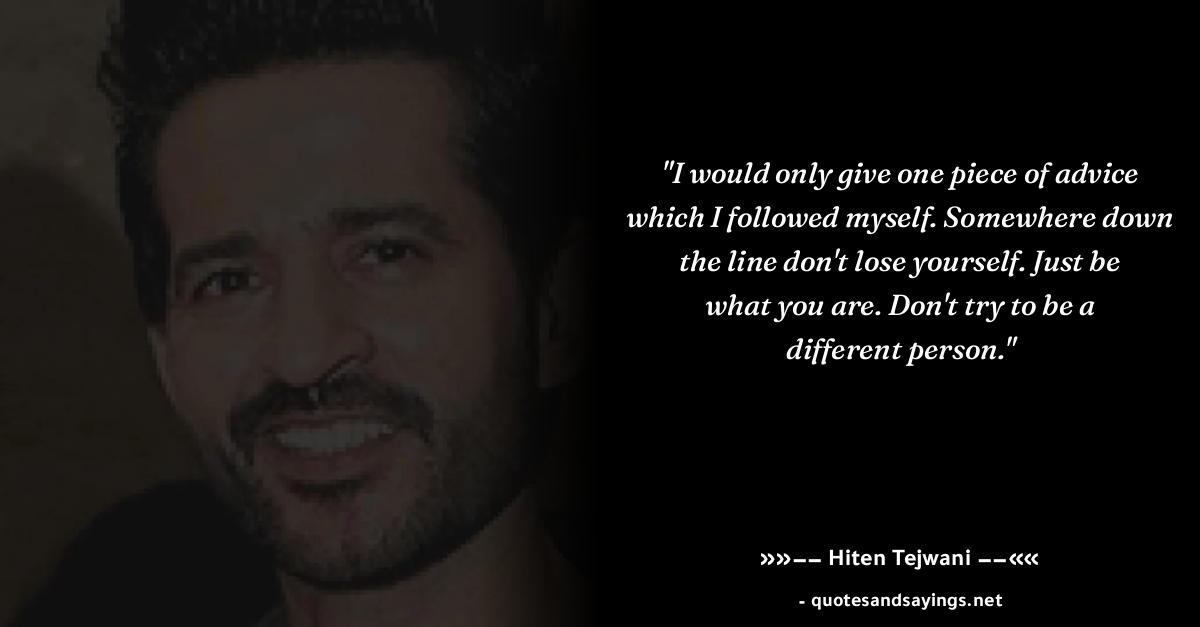 "I would only give one piece of advice
which I followed myself. Somewhere down
the line don't lose yourself. Just be
what you are. Don't try to be a
different person."
»»−− Hiten Tejwani −−««
- quotesandsayings.net